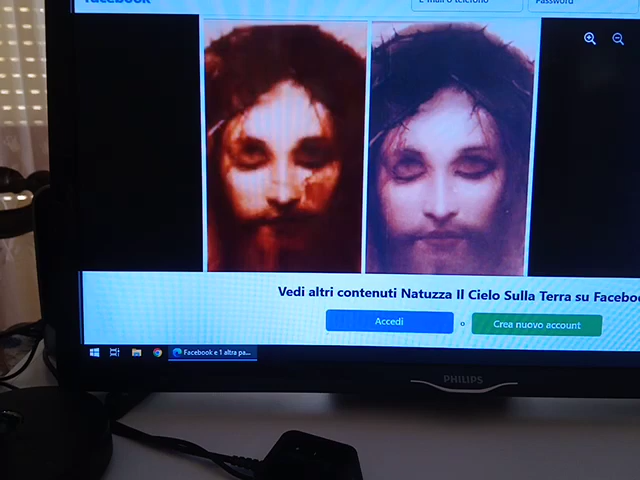 facebook
E-mail o telefono
Password
Vedi altri contenuti Natuzza Il Cielo Sulla Terra su Facebo
Accedi
o
Crea nuovo account
Facebook e 1 altra pa...
PHILIPS